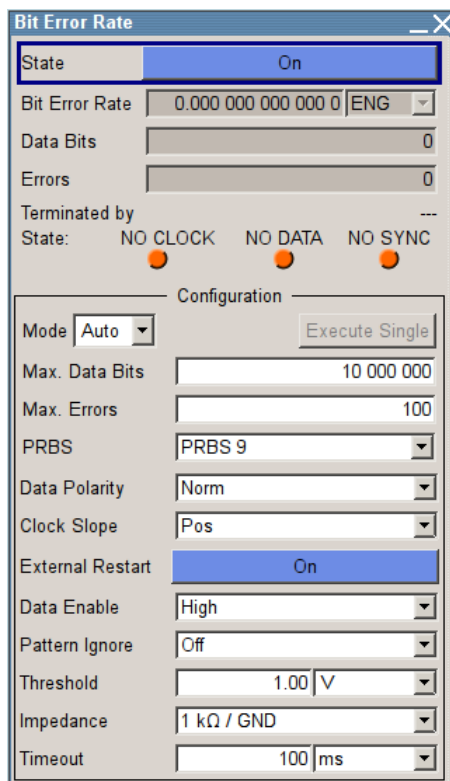 Bit Error Rate
State On
Bit Error Rate 0.000 000 000 000 0 ENG
Data Bits 0
Errors 0
Terminated by ---
State: NO CLOCK NO DATA NO SYNC
Configuration
Mode Auto Execute Single
Max. Data Bits 10 000 000
Max. Errors 100
PRBS PRBS 9
Data Polarity Norm
Clock Slope Pos
External Restart On
Data Enable High
Pattern Ignore Off
Threshold 1.00 V
Impedance 1 kΩ / GND
Timeout 100 ms